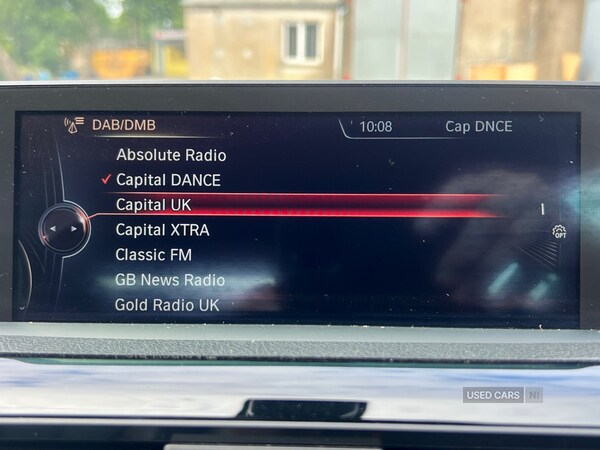 DAB/DMB 10:08 Cap DNCE
Absolute Radio
✓ Capital DANCE
Capital UK
Capital XTRA
OPT
Classic FM
GB News Radio
Gold Radio UK
USED CARS NI